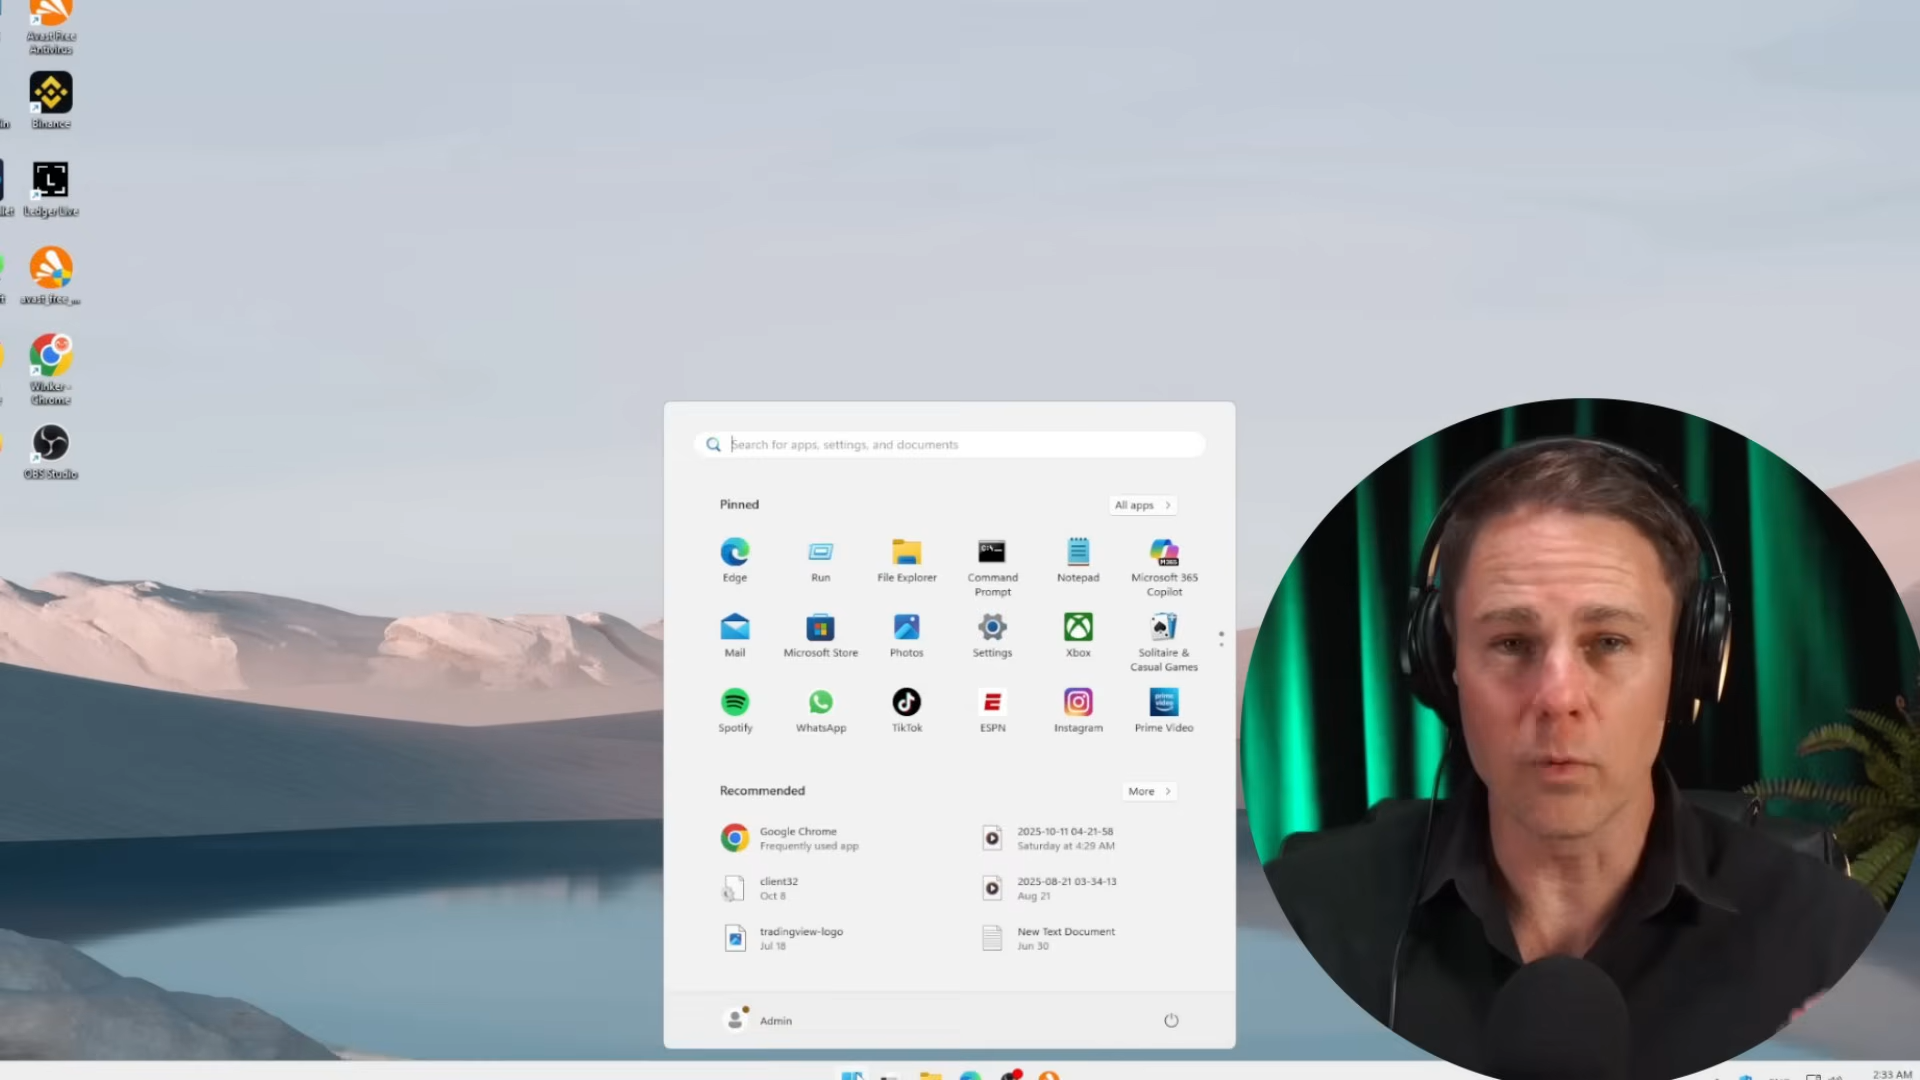 Avast Free
Antivirus
Binance
Ledger Live
avast_free_...
Winker -
Chrome
OBS Studio
Search for apps, settings, and documents
Pinned
All apps
Edge
Run
File Explorer
Command
Prompt
Notepad
Microsoft 365
Copilot
Mail
Microsoft Store
Photos
Settings
Xbox
Solitaire &
Casual Games
Spotify
WhatsApp
TikTok
ESPN
Instagram
prime
video
Prime Video
Recommended
More
Google Chrome
Frequently used app
2025-10-11 04-21-58
Saturday at 4:29 AM
client32
Oct 8
2025-08-21 03-34-13
Aug 21
tradingview-logo
Jul 18
New Text Document
Jun 30
Admin
2:33 AM